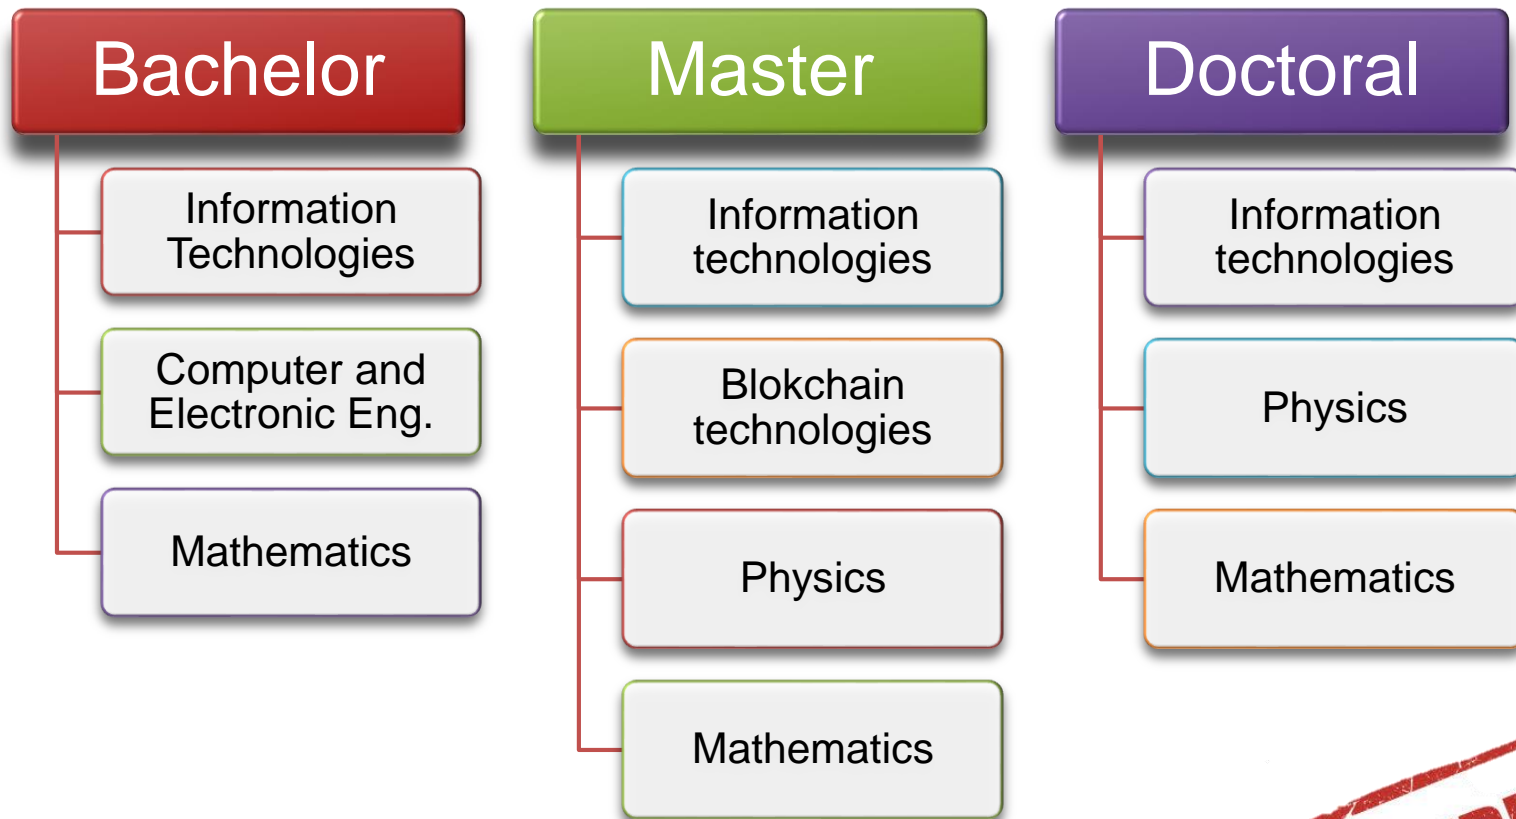 Bachelor
Information
Technologies
Computer and
Electronic Eng.
Mathematics
Master
Information
technologies
Blokchain
technologies
Physics
Mathematics
Doctoral
Information
technologies
Physics
Mathematics